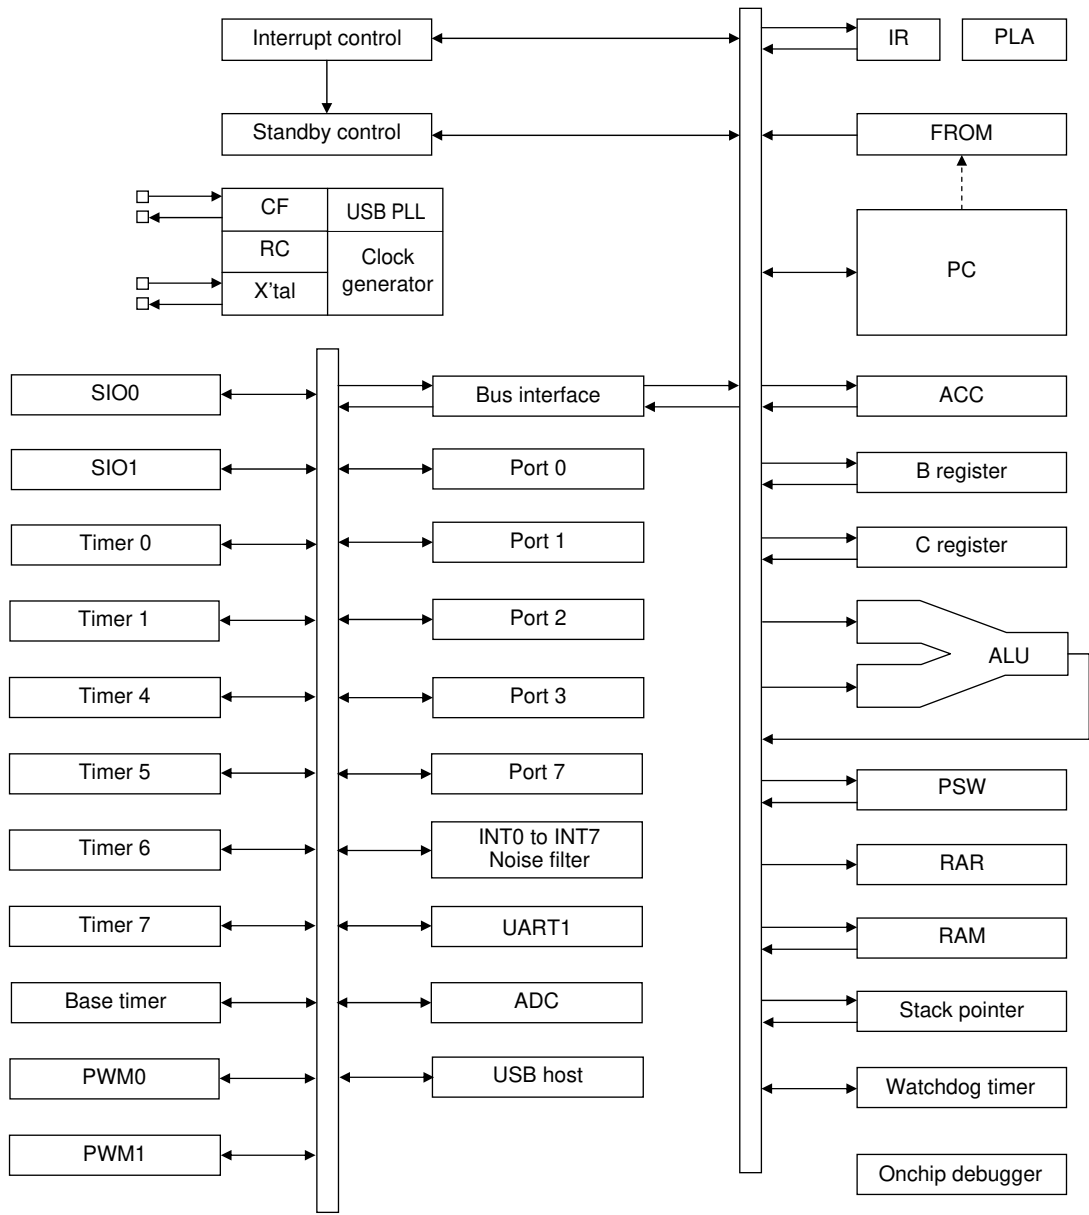 Interrupt control
IR
PLA
Standby control
FROM
CF
USB PLL
RC
Clock
generator
X'tal
PC
SIO0
Bus interface
ACC
SIO1
Port 0
B register
Timer 0
Port 1
C register
Timer 1
Port 2
ALU
Timer 4
Port 3
Timer 5
Port 7
PSW
Timer 6
INT0 to INT7
Noise filter
RAR
Timer 7
UART1
RAM
Base timer
ADC
Stack pointer
PWM0
USB host
Watchdog timer
PWM1
Onchip debugger